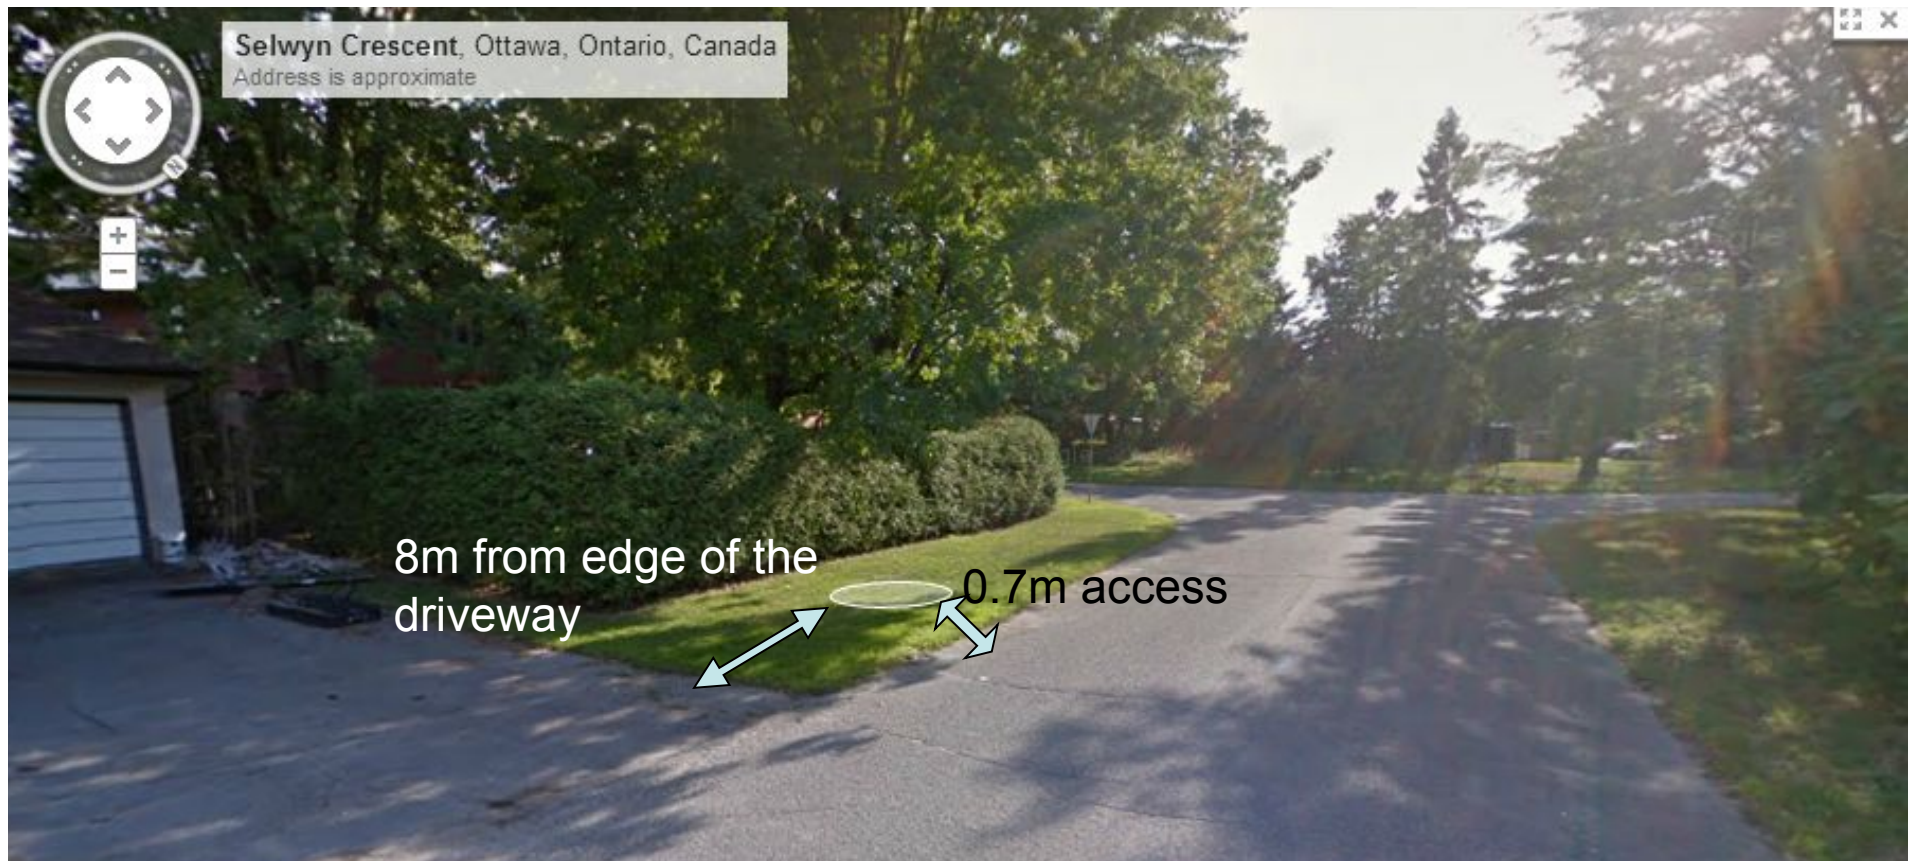 Selwyn Crescent, Ottawa, Ontario, Canada
Address is approximate
N
+
−
8m from edge of the
driveway
0.7m access